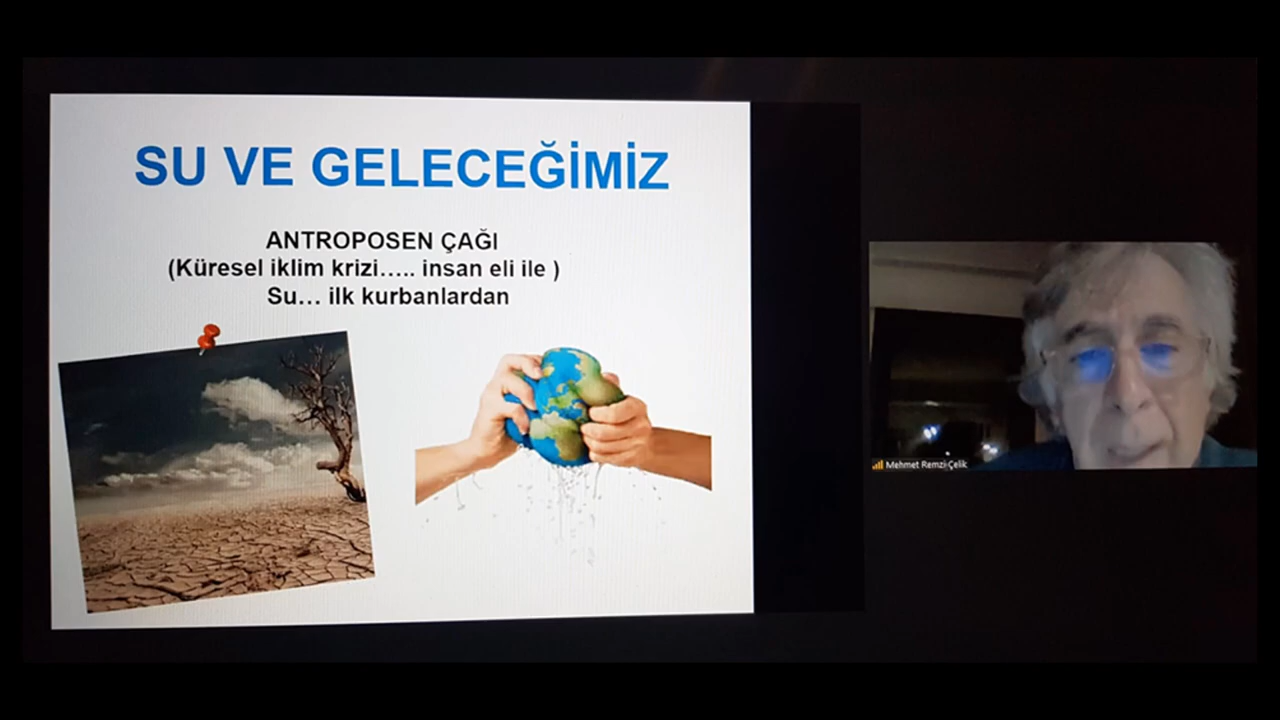 SU VE GELECEĞİMİZ
ANTROPOSEN ÇAĞI
(Küresel iklim krizi….. insan eli ile )
Su… ilk kurbanlardan
Mehmet Remzi Çelik